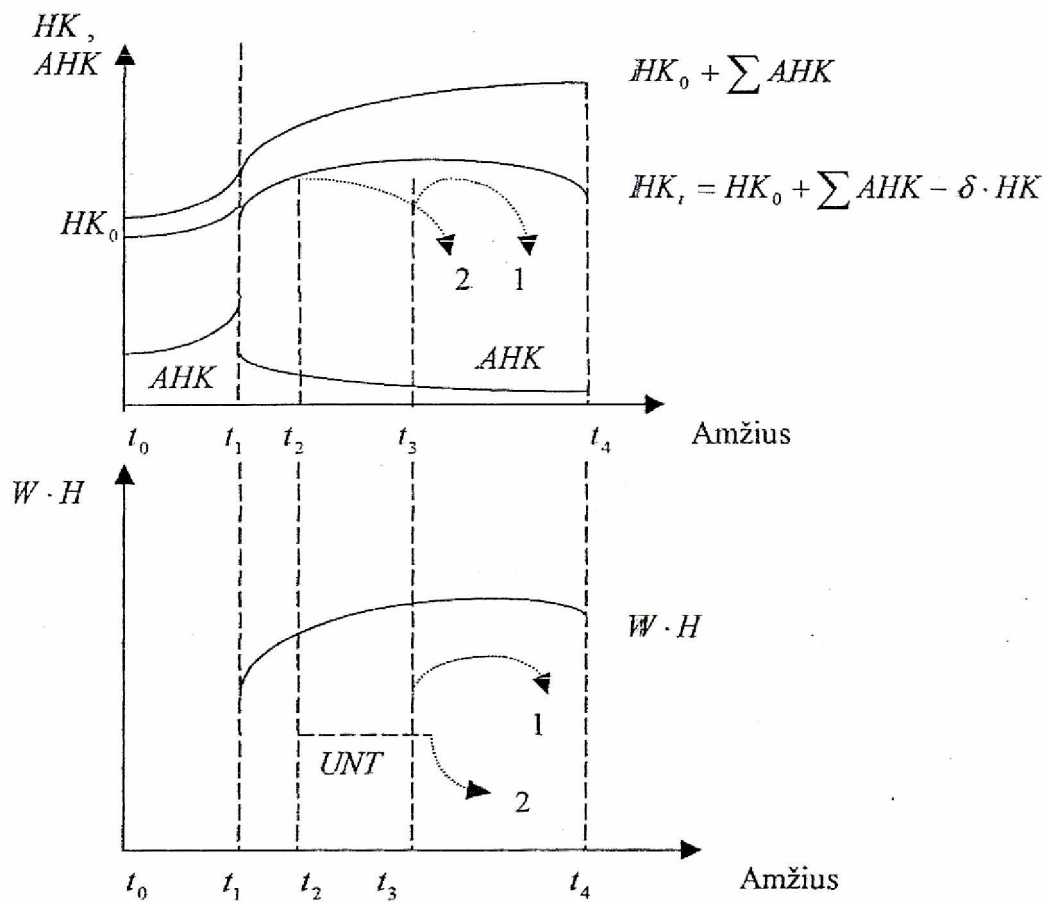 HK ,
AHK
HK₀ + ∑ AHK
HKₜ = HK₀ + ∑ AHK − δ · HK
HK₀
2 1
AHK AHK
t₀ t₁ t₂ t₃ t₄ Amžius
W · H
W · H
1
UNT
2
t₀ t₁ t₂ t₃ t₄ Amžius